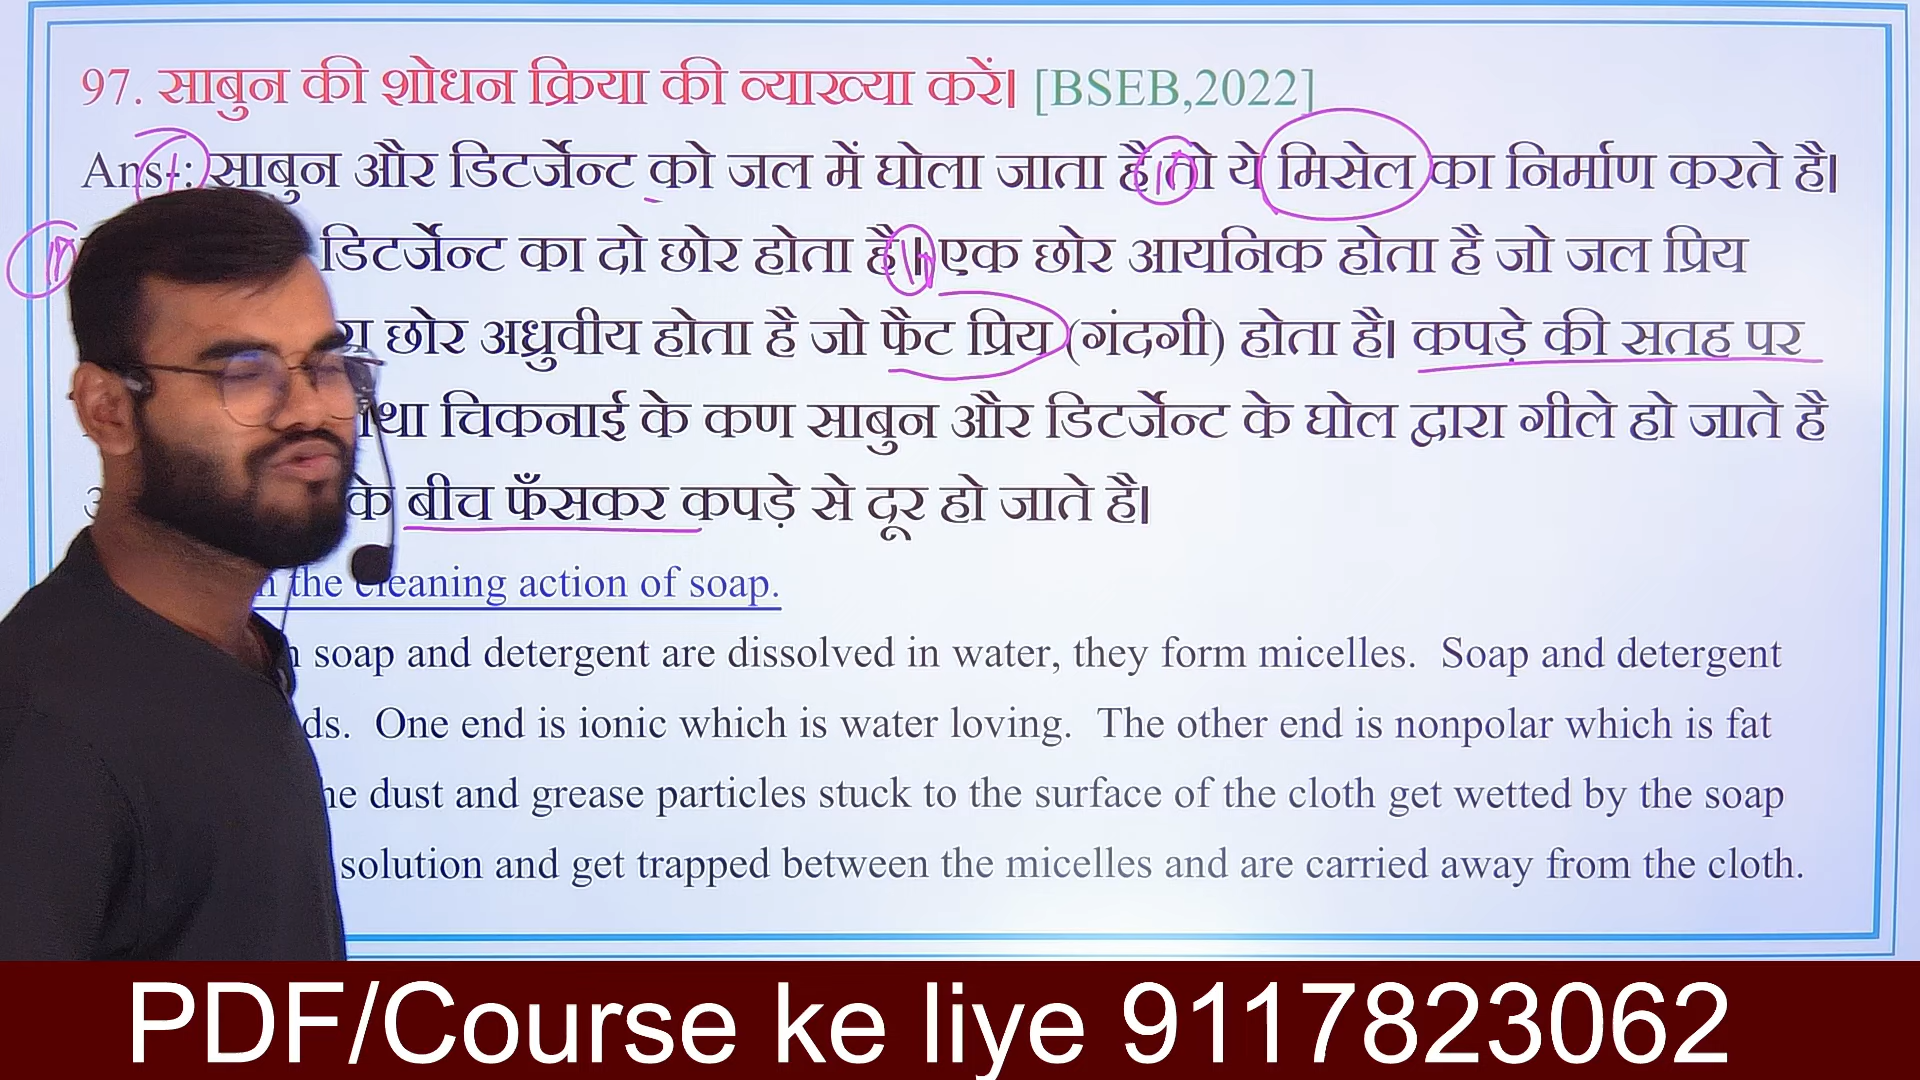 97. साबुन की शोधन क्रिया की व्याख्या करें। [BSEB,2022]
Ans-: साबुन और डिटर्जेन्ट को जल में घोला जाता है। तो ये मिसेल का निर्माण करते है।
डिटर्जेन्ट का दो छोर होता है। एक छोर आयनिक होता है जो जल प्रिय
छोर अध्रुवीय होता है जो फैट प्रिय (गंदगी) होता है। कपड़े की सतह पर
चिकनाई के कण साबुन और डिटर्जेन्ट के घोल द्वारा गीले हो जाते है
के बीच फँसकर कपड़े से दूर हो जाते है।
the cleaning action of soap.
soap and detergent are dissolved in water, they form micelles. Soap and detergent
One end is ionic which is water loving. The other end is nonpolar which is fat
dust and grease particles stuck to the surface of the cloth get wetted by the soap
solution and get trapped between the micelles and are carried away from the cloth.
PDF/Course ke liye 9117823062